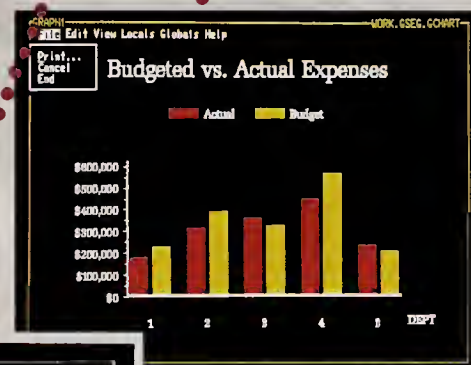 GRAPH1 WORK.GSEG.GCHART
File Edit View Locals Globals Help
Print...
Cancel
End
Budgeted vs. Actual Expenses
Actual Budget
$600,000
$500,000
$400,000
$300,000
$200,000
$100,000
$0
1 2 3 4 5 DEPT